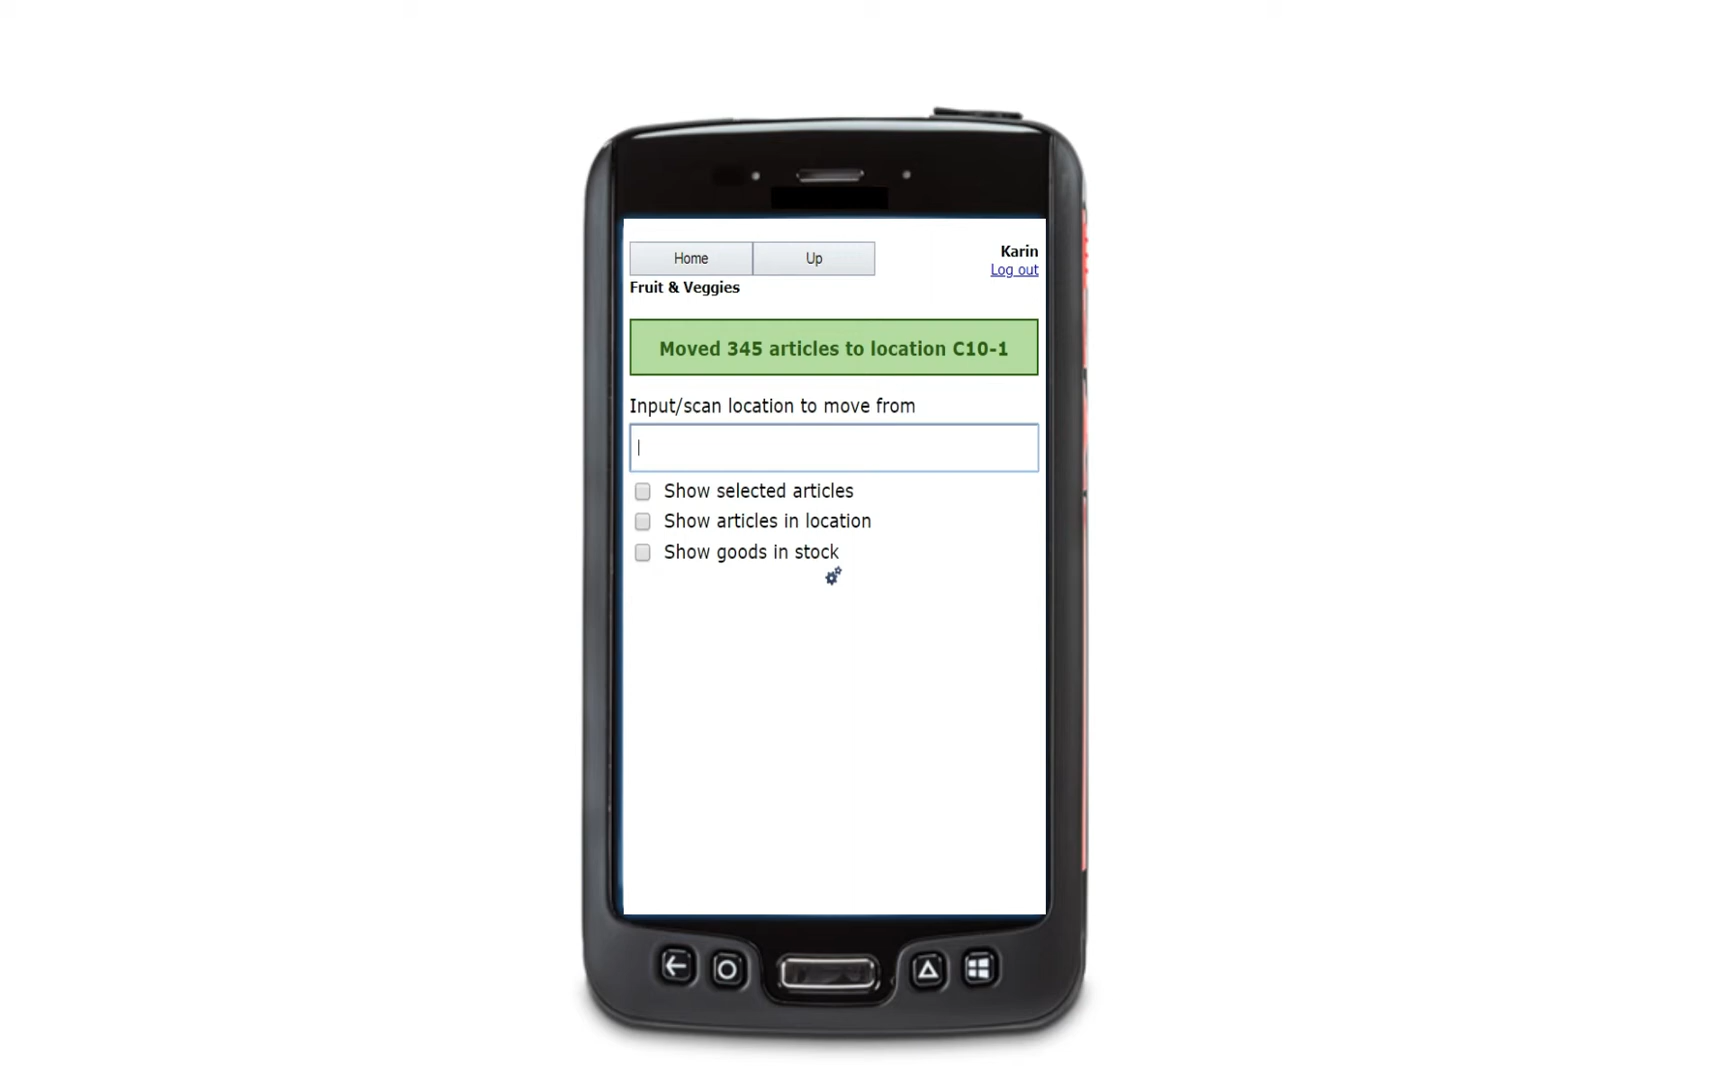 Home Up Karin
Log out
Fruit & Veggies
Moved 345 articles to location C10-1
Input/scan location to move from
Show selected articles
Show articles in location
Show goods in stock